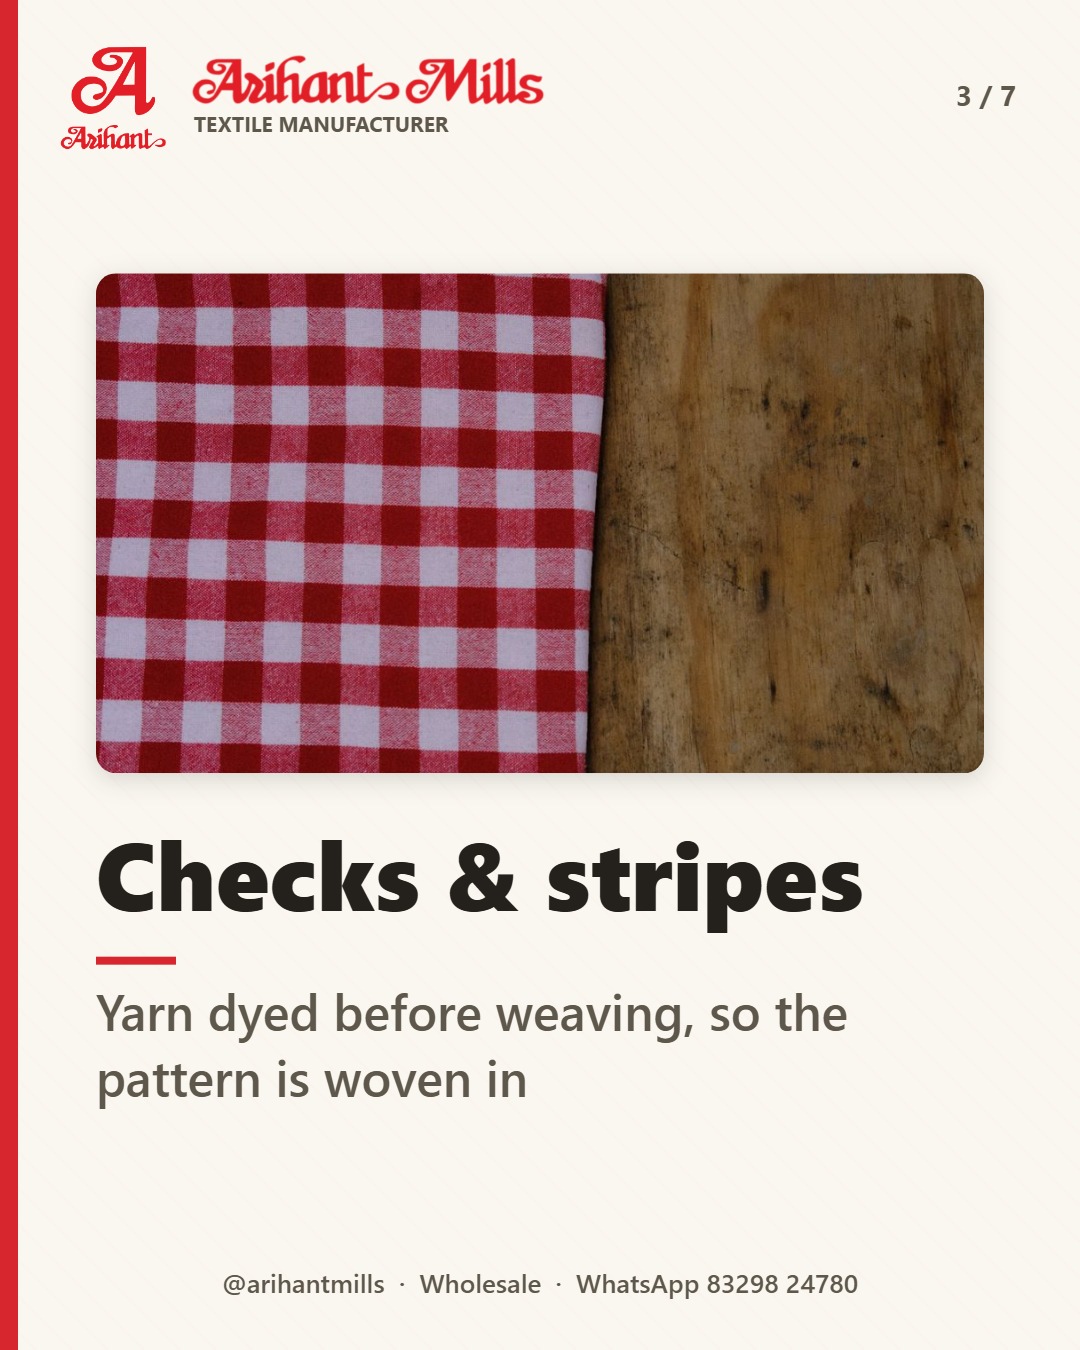 A
Arihant
Arihant Mills
TEXTILE MANUFACTURER
3 / 7
Checks & stripes
Yarn dyed before weaving, so the
pattern is woven in
@arihantmills · Wholesale · WhatsApp 83298 24780